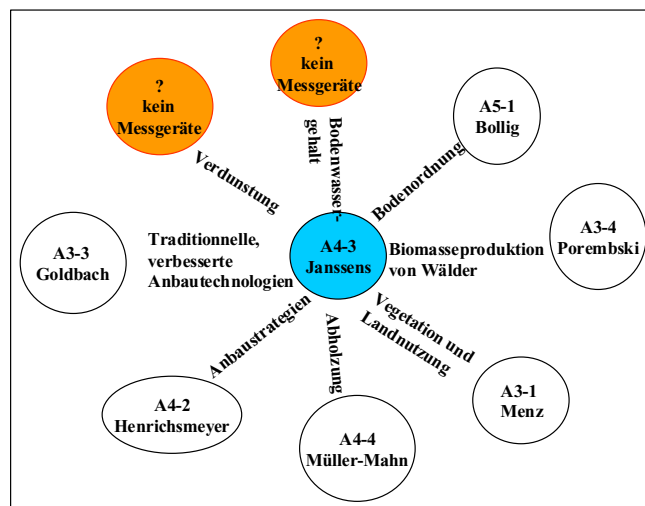 ?
kein
Messgeräte
?
kein
Messgeräte
A5-1
Bollig
Verdunstung
Bodenwasser-
gehalt
Bodenordnung
A3-3
Goldbach
Traditionnelle,
verbesserte
Anbautechnologien
A4-3
Janssens
Biomasseproduktion
von Wälder
A3-4
Porembski
Anbaustrategien
Abholzung
Vegetation und
Landnutzung
A4-2
Henrichsmeyer
A4-4
Müller-Mahn
A3-1
Menz